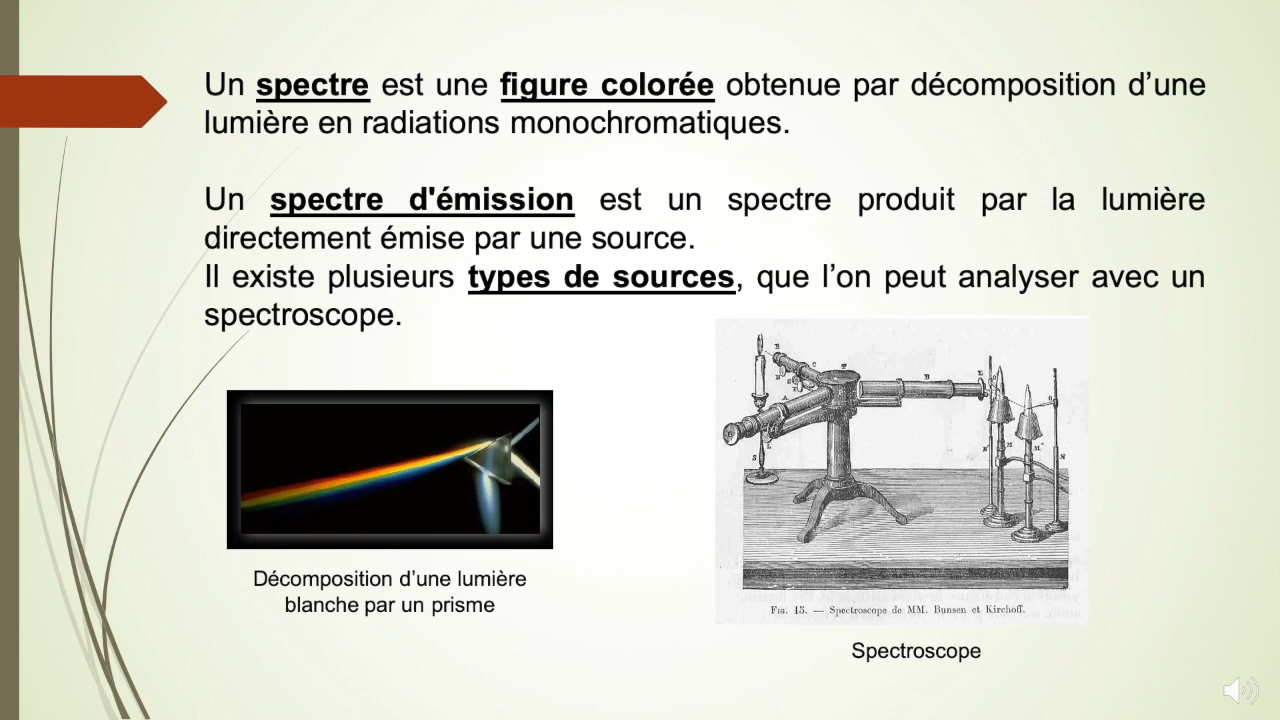 Un spectre est une figure colorée obtenue par décomposition d’une
lumière en radiations monochromatiques.
Un spectre d'émission est un spectre produit par la lumière
directement émise par une source.
Il existe plusieurs types de sources, que l’on peut analyser avec un
spectroscope.
Décomposition d’une lumière
blanche par un prisme
Fig. 15. — Spectroscope de MM. Bunsen et Kirchoff.
Spectroscope